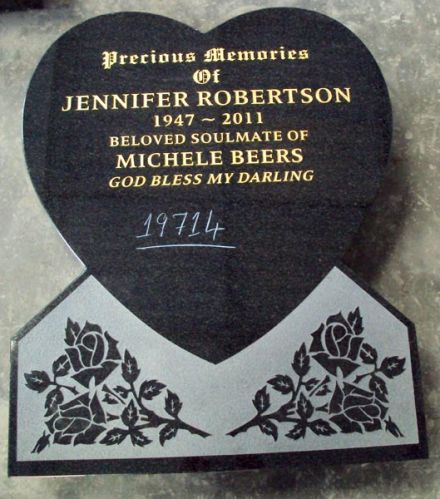 Precious Memories
Of
JENNIFER ROBERTSON
1947 ~ 2011
BELOVED SOULMATE OF
MICHELE BEERS
GOD BLESS MY DARLING
19714